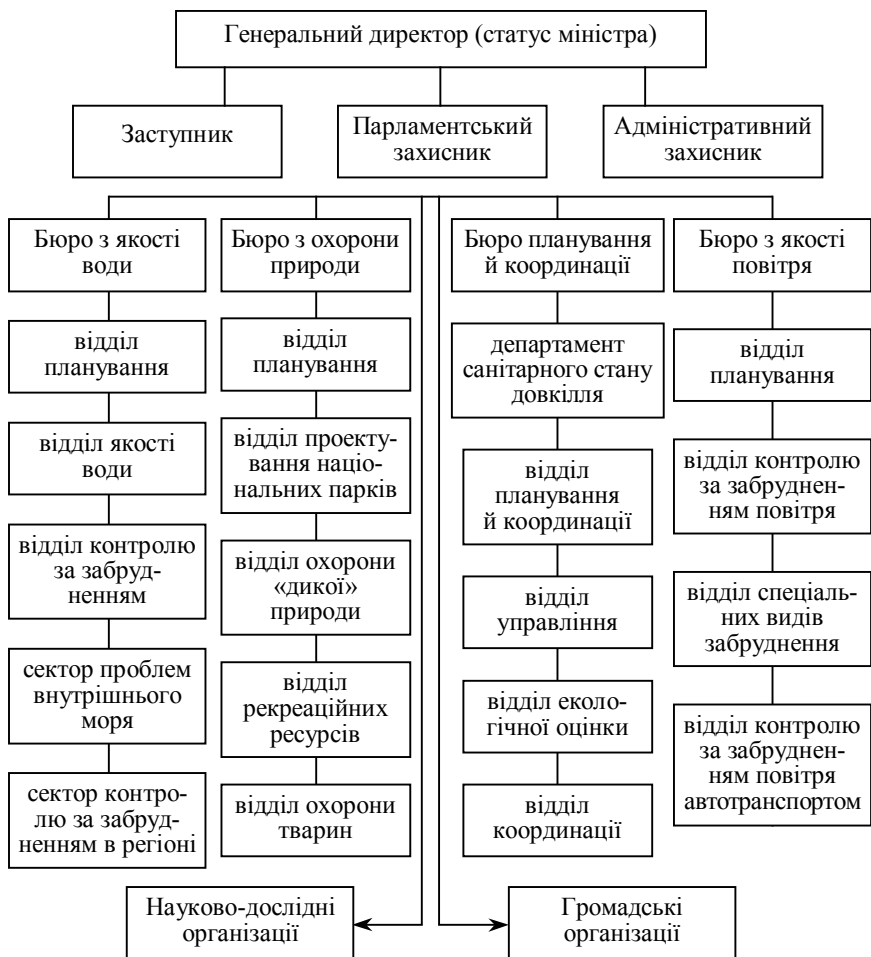 Генеральний директор (статус міністра)
Заступник
Парламентський
захисник
Адміністративний
захисник
Бюро з якості
води
відділ
планування
відділ якості
води
відділ контролю
за забруд-
ненням
сектор проблем
внутрішнього
моря
сектор контро-
лю за забруд-
ненням в регіоні
Бюро з охорони
природи
відділ
планування
відділ проекту-
вання націо-
нальних парків
відділ охорони
«дикої»
природи
відділ
рекреаційних
ресурсів
відділ охорони
тварин
Бюро планування
й координації
департамент
санітарного стану
довкілля
відділ
планування
й координації
відділ
управління
відділ еколо-
гічної оцінки
відділ
координації
Бюро з якості
повітря
відділ
планування
відділ контролю
за забруднен-
ням повітря
відділ спеціаль-
них видів
забруднення
відділ контролю
за забруднен-
ням повітря
автотранспортом
Науково-дослідні
організації
Громадські
організації